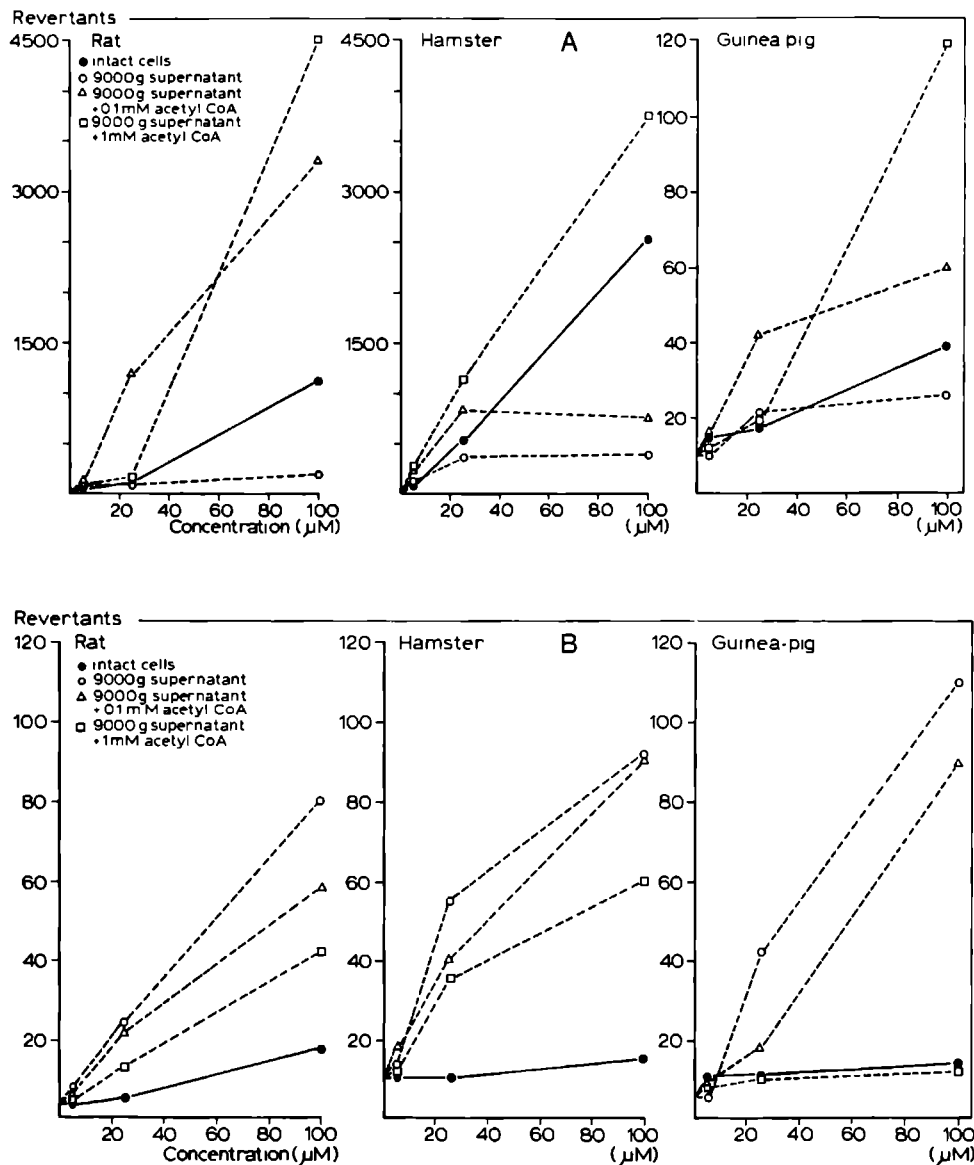 Revertants
Rat
Hamster
A
Guinea pig
intact cells
9000g supernatant
9000g supernatant
+ 01mM acetyl CoA
9000 g supernatant
+ 1mM acetyl CoA
4500
3000
1500
20 40 60 80 100
Concentration (µM)
4500
3000
1500
20 40 60 80 100
(µM)
120
100
80
60
40
20
20 40 60 80 100
(µM)
Revertants
Rat
Hamster
B
Guinea-pig
intact cells
9000g supernatant
9000g supernatant
+ 01mM acetyl CoA
9000g supernatant
+ 1mM acetyl CoA
120
100
80
60
40
20
20 40 60 80 100
Concentration (µM)
120
100
80
60
40
20
20 40 60 80 100
(µM)
120
100
80
60
40
20
20 40 60 80 100
(µM)